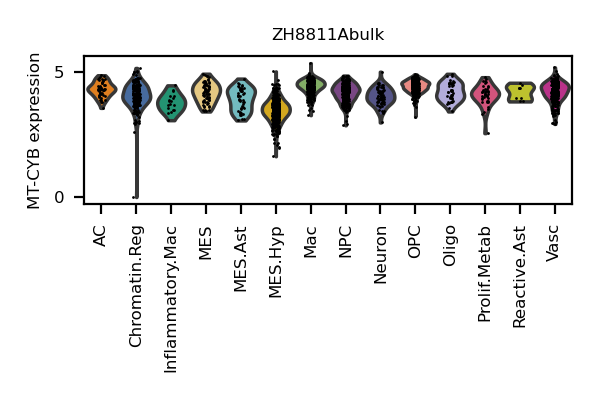 ZH8811Abulk
MT-CYB expression
5
0
AC
Chromatin.Reg
Inflammatory.Mac
MES
MES.Ast
MES.Hyp
Mac
NPC
Neuron
OPC
Oligo
Prolif.Metab
Reactive.Ast
Vasc